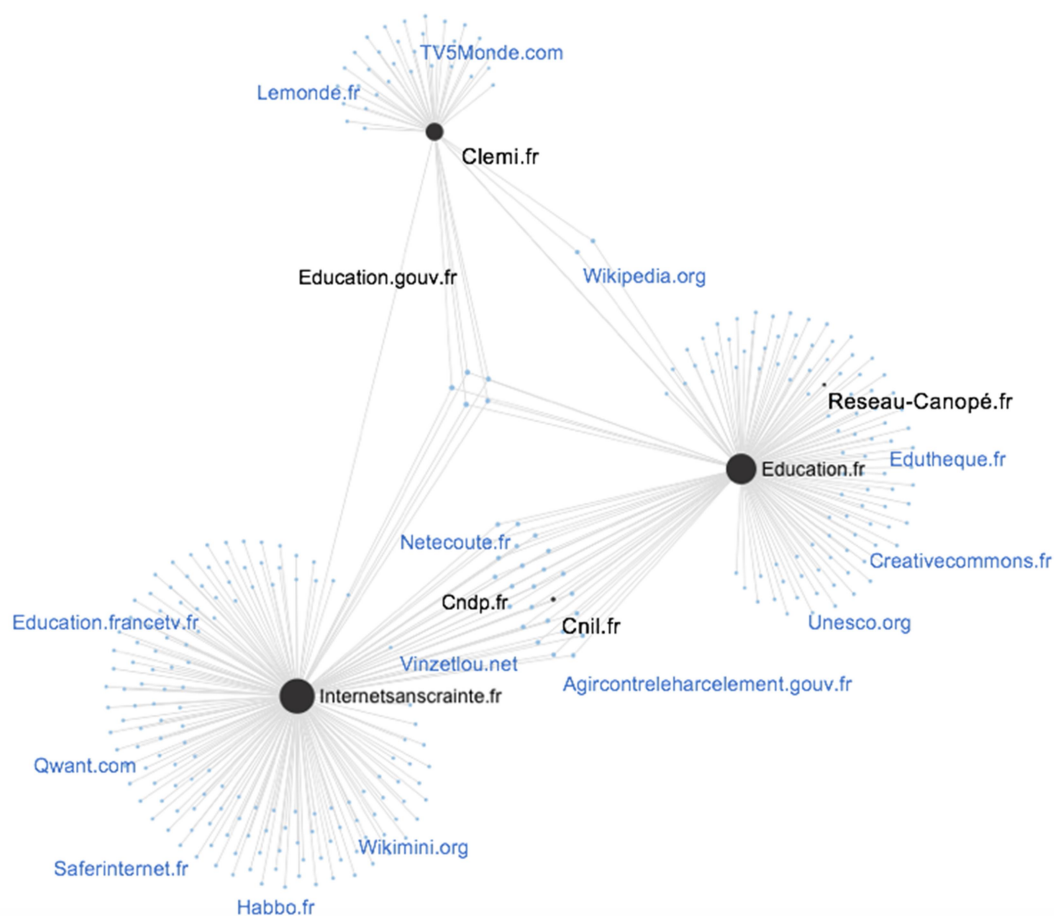 TV5Monde.com
Lemonde.fr
Clemi.fr
Education.gouv.fr
Wikipedia.org
Reseau-Canopé.fr
Edutheque.fr
Education.fr
Netecoute.fr
Creativecommons.fr
Cndp.fr
Cnil.fr
Education.francetv.fr
Unesco.org
Vinzetlou.net
Agircontreleharcelement.gouv.fr
Internetsanscrainte.fr
Qwant.com
Wikimini.org
Saferinternet.fr
Habbo.fr